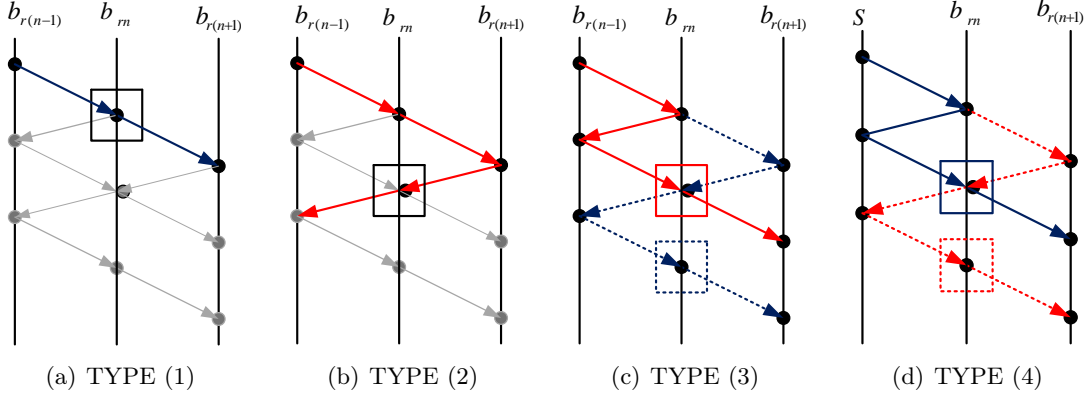 b_{r(n-1)} b_{rn} b_{r(n+1)} b_{r(n-1)} b_{rn} b_{r(n+1)} b_{r(n-1)} b_{rn} b_{r(n+1)} S b_{rn} b_{r(n+1)}
(a) TYPE (1) (b) TYPE (2) (c) TYPE (3) (d) TYPE (4)